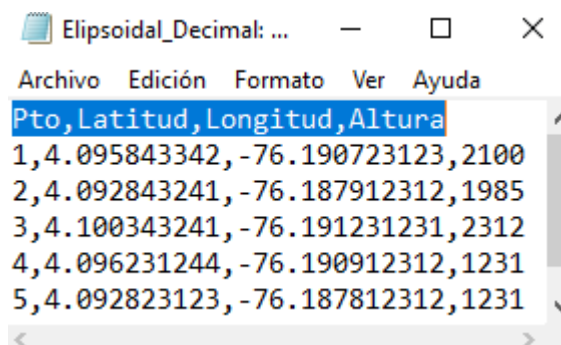 Elipsoidal_Decimal: ...
Archivo Edición Formato Ver Ayuda
Pto,Latitud,Longitud,Altura
1,4.095843342,-76.190723123,2100
2,4.092843241,-76.187912312,1985
3,4.100343241,-76.191231231,2312
4,4.096231244,-76.190912312,1231
5,4.092823123,-76.187812312,1231